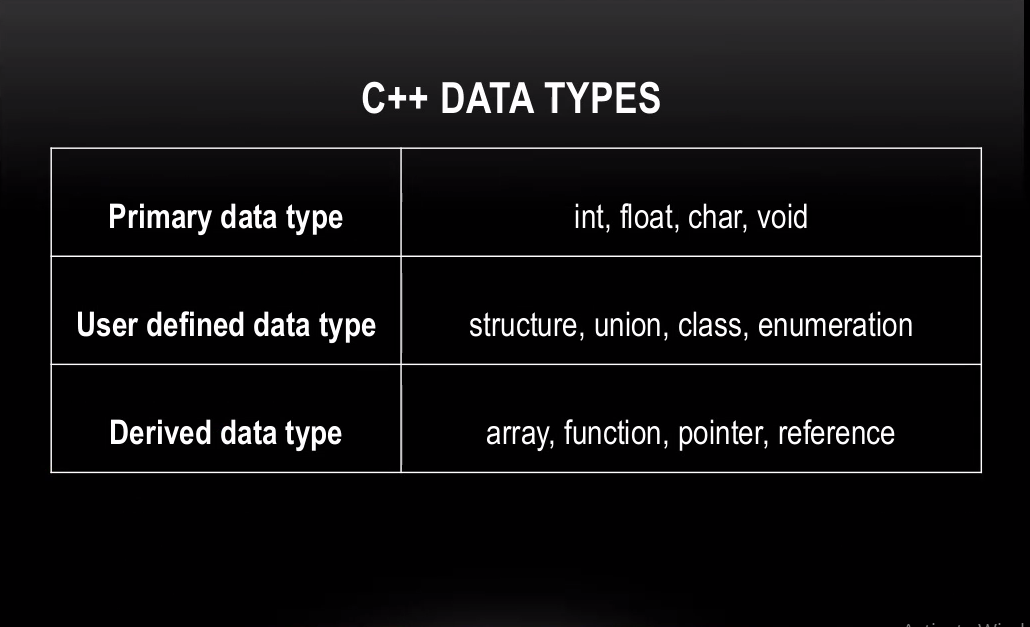 C++ DATA TYPES
Primary data type
int, float, char, void
User defined data type
structure, union, class, enumeration
Derived data type
array, function, pointer, reference